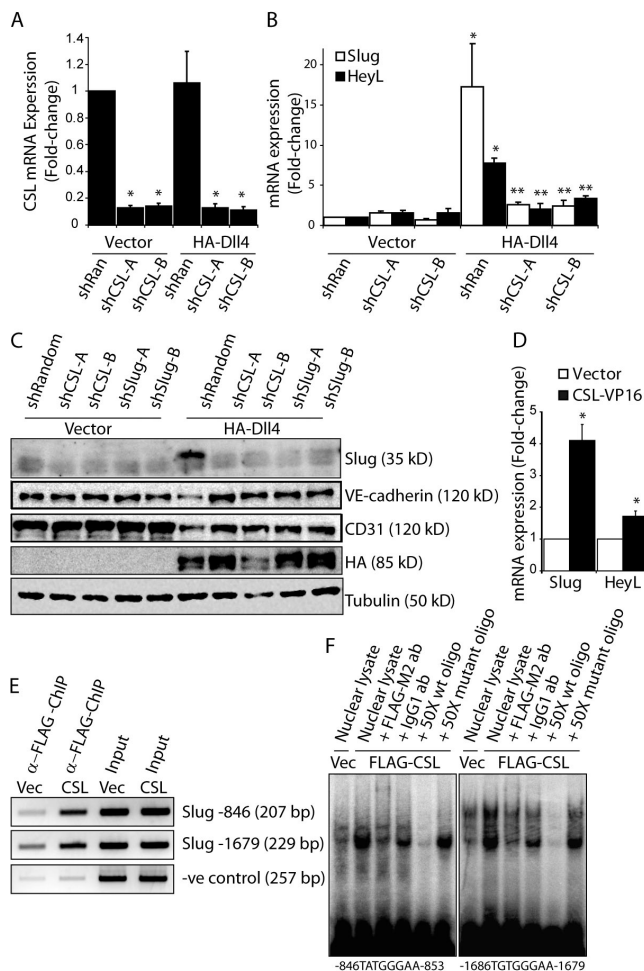 A
CSL mRNA Experssion
(Fold-change)
1.4
1.2
1
0.8
0.6
0.4
0.2
0
* * * *
Vector HA-Dll4
shRan shCSL-A shCSL-B shRan shCSL-A shCSL-B
B
Slug
HeyL
mRNA expression
(Fold-change)
20
15
10
5
0
* * ** ** ** **
Vector HA-Dll4
shRan shCSL-A shCSL-B shRan shCSL-A shCSL-B
C
shRandom shCSL-A shCSL-B shSlug-A shSlug-B shRandom shCSL-A shCSL-B shSlug-A shSlug-B
Vector HA-Dll4
Slug (35 kD)
VE-cadherin (120 kD)
CD31 (120 kD)
HA (85 kD)
Tubulin (50 kD)
D
Vector
CSL-VP16
mRNA expression (Fold-change)
5
4
3
2
1
0
* *
Slug HeyL
E
α-FLAG -ChIP α-FLAG-ChIP Input Input
Vec CSL Vec CSL
Slug -846 (207 bp)
Slug -1679 (229 bp)
-ve control (257 bp)
F
Nuclear lysate Nuclear lysate + FLAG-M2 ab + IgG1 ab + 50X wt oligo + 50X mutant oligo Nuclear lysate Nuclear lysate + FLAG-M2 ab + IgG1 ab + 50X wt oligo + 50X mutant oligo
Vec FLAG-CSL Vec FLAG-CSL
-846TATGGGAA-853 -1686TGTGGGAA-1679